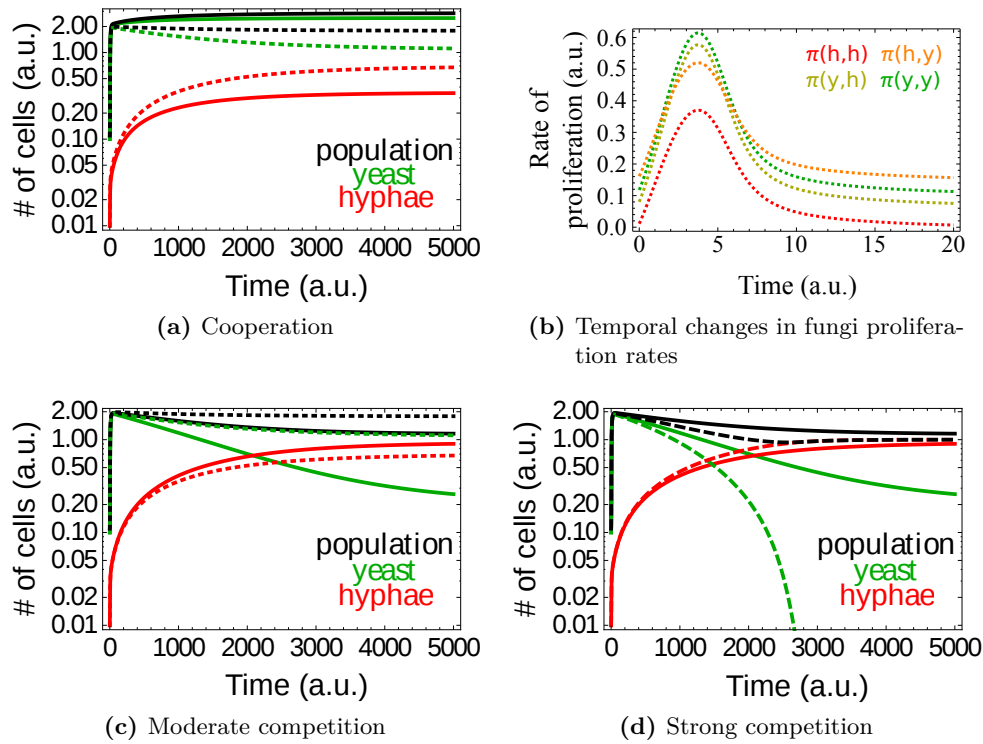 # of cells (a.u.)
2.00
1.00
0.50
0.20
0.10
0.05
0.02
0.01
population
yeast
hyphae
0 1000 2000 3000 4000 5000
Time (a.u.)
(a) Cooperation
Rate of
proliferation (a.u.)
0.6
0.5
0.4
0.3
0.2
0.1
0.0
π(h,h) π(h,y)
π(y,h) π(y,y)
0 5 10 15 20
Time (a.u.)
(b) Temporal changes in fungi prolifera-
tion rates
# of cells (a.u.)
2.00
1.00
0.50
0.20
0.10
0.05
0.02
0.01
population
yeast
hyphae
0 1000 2000 3000 4000 5000
Time (a.u.)
(c) Moderate competition
# of cells (a.u.)
2.00
1.00
0.50
0.20
0.10
0.05
0.02
0.01
population
yeast
hyphae
0 1000 2000 3000 4000 5000
Time (a.u.)
(d) Strong competition